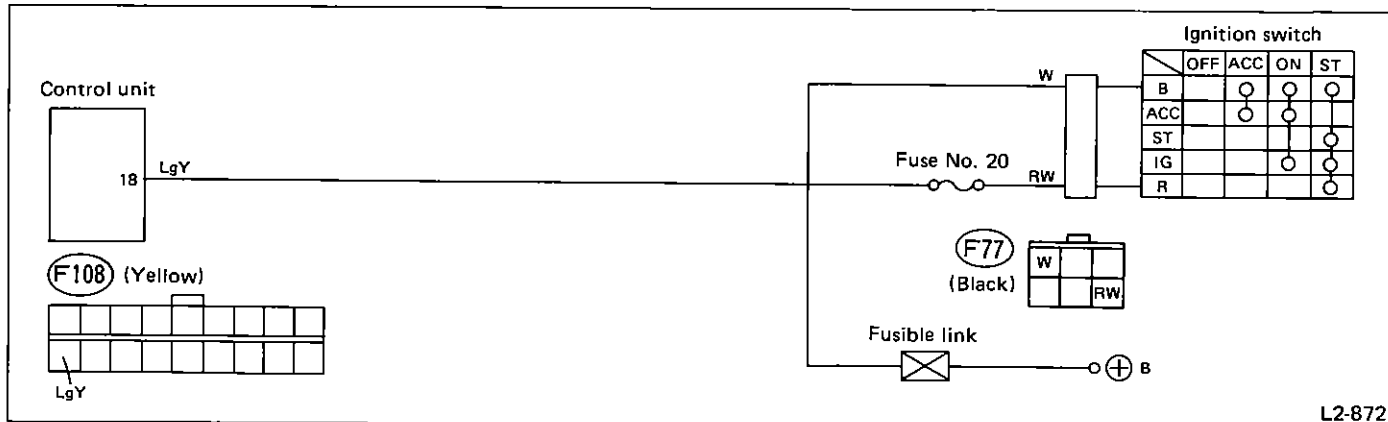 Ignition switch
OFF ACC ON ST
B
ACC
ST
IG
R
Control unit
18
LgY
W
Fuse No. 20
RW
F108 (Yellow)
LgY
F77
(Black)
W
RW
Fusible link
B
L2-872